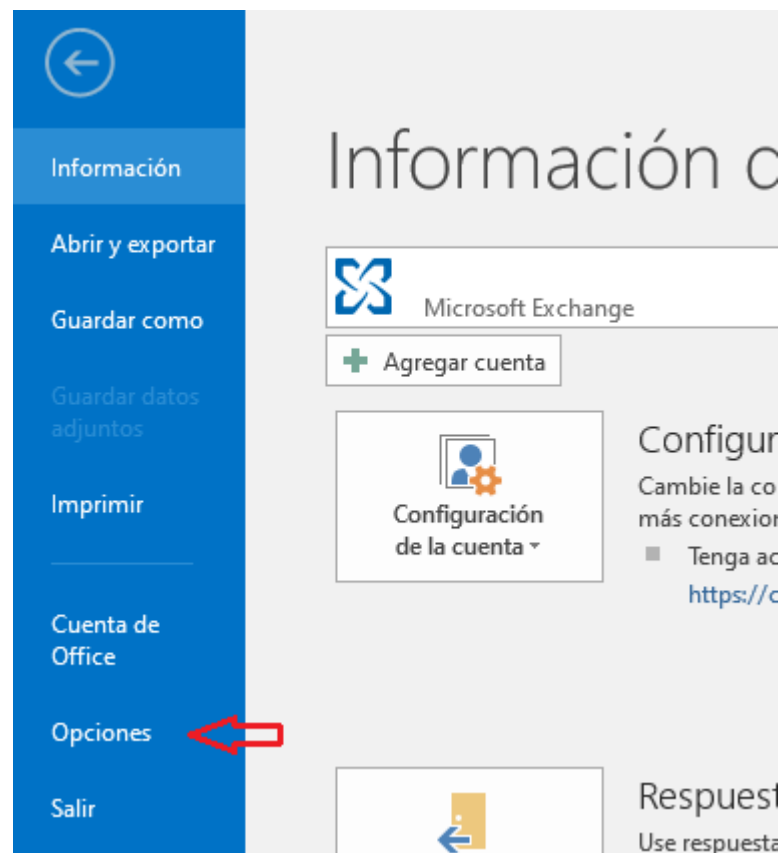 Información
Abrir y exportar
Guardar como
Guardar datos
adjuntos
Imprimir
Cuenta de
Office
Opciones
Salir
Información
Microsoft Exchange
Agregar cuenta
Configuración
de la cuenta
Configur
Cambie la co
más conexion
Tenga ac
https://c
Respuest
Use respuesta